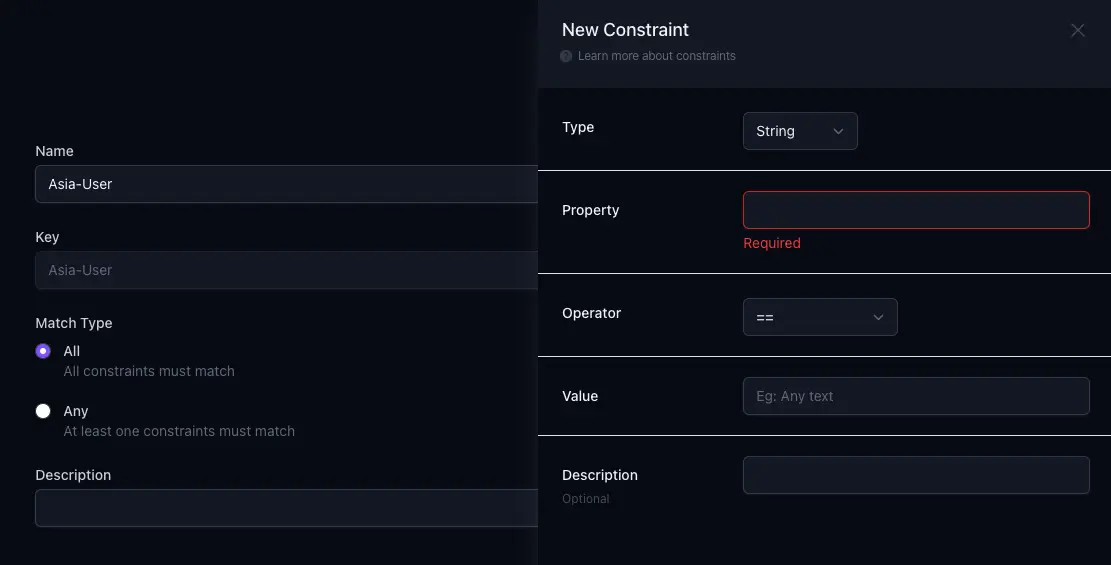 Name
Asia-User
Key
Asia-User
Match Type
All
All constraints must match
Any
At least one constraints must match
Description
New Constraint
? Learn more about constraints
Type
String
Property
Required
Operator
==
Value
Eg: Any text
Description
Optional